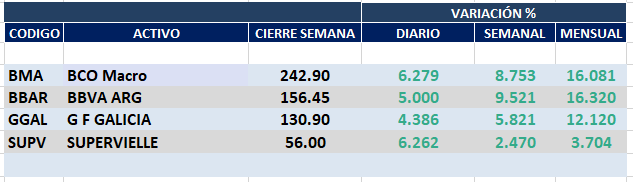 VARIACIÓN %
CODIGO ACTIVO CIERRE SEMANA DIARIO SEMANAL MENSUAL
BMA BCO Macro 242.90 6.279 8.753 16.081
BBAR BBVA ARG 156.45 5.000 9.521 16.320
GGAL G F GALICIA 130.90 4.386 5.821 12.120
SUPV SUPERVIELLE 56.00 6.262 2.470 3.704